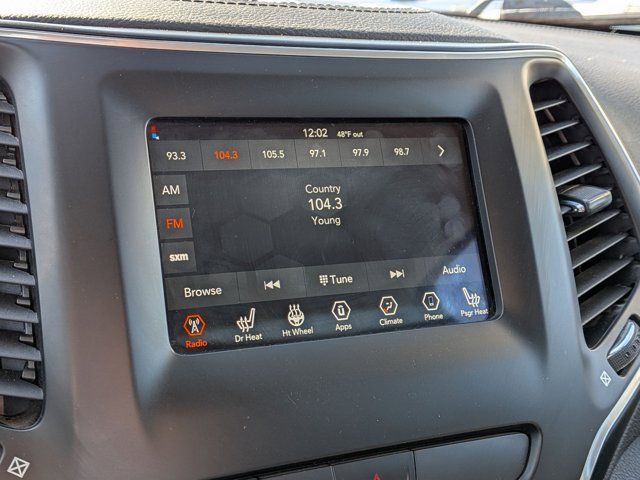 12:02 48°F out
93.3 104.3 105.5 97.1 97.9 98.7
AM
FM
sxm
Country
104.3
Young
Browse Tune Audio
Radio Dr Heat Ht Wheel Apps Climate Phone Psgr Heat